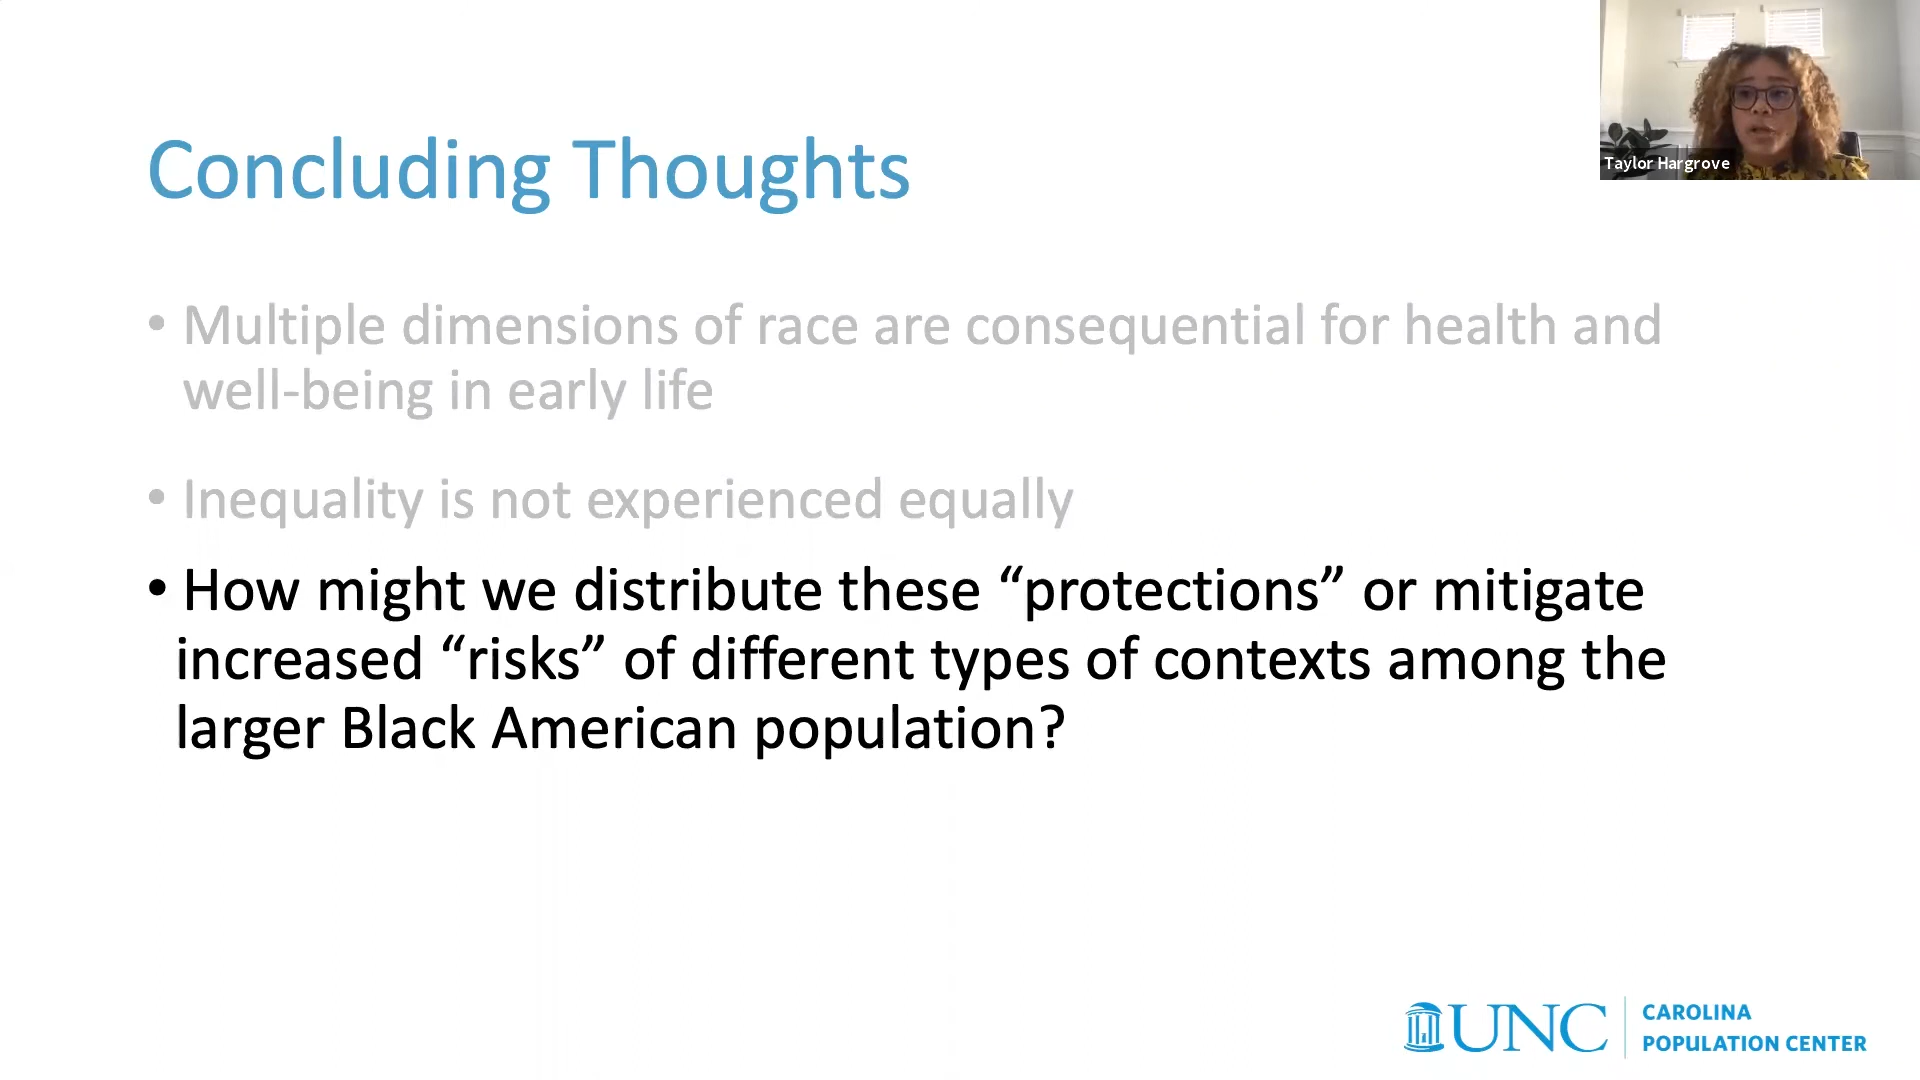 Taylor Hargrove
Concluding Thoughts
• Multiple dimensions of race are consequential for health and
well-being in early life
• Inequality is not experienced equally
• How might we distribute these “protections” or mitigate
increased “risks” of different types of contexts among the
larger Black American population?
UNC
CAROLINA
POPULATION CENTER